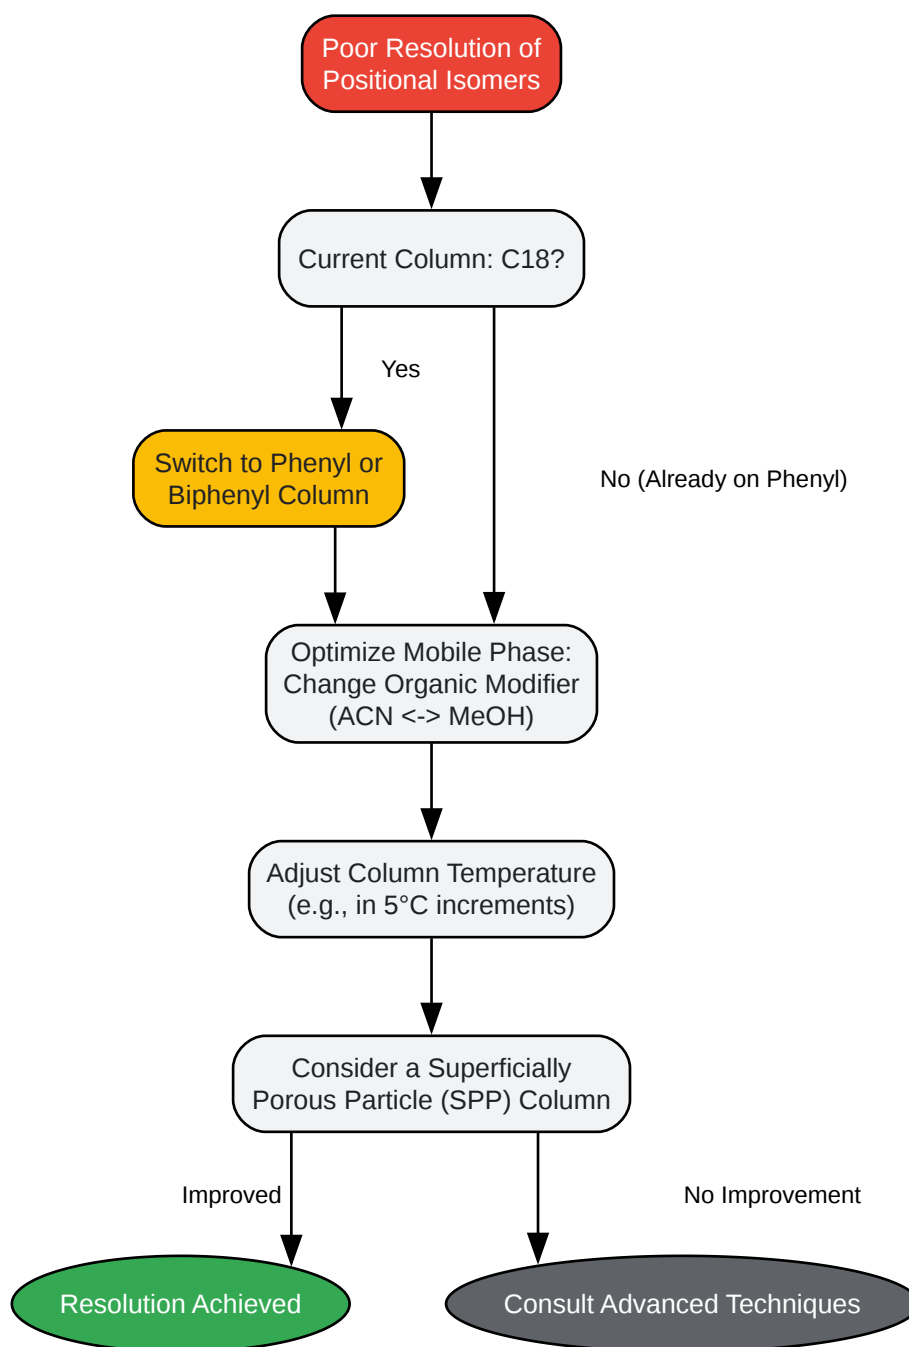 Poor Resolution of
Positional Isomers
Current Column: C18?
Yes
Switch to Phenyl or
Biphenyl Column
No (Already on Phenyl)
Optimize Mobile Phase:
Change Organic Modifier
(ACN <-> MeOH)
Adjust Column Temperature
(e.g., in 5°C increments)
Consider a Superficially
Porous Particle (SPP) Column
Improved
No Improvement
Resolution Achieved
Consult Advanced Techniques